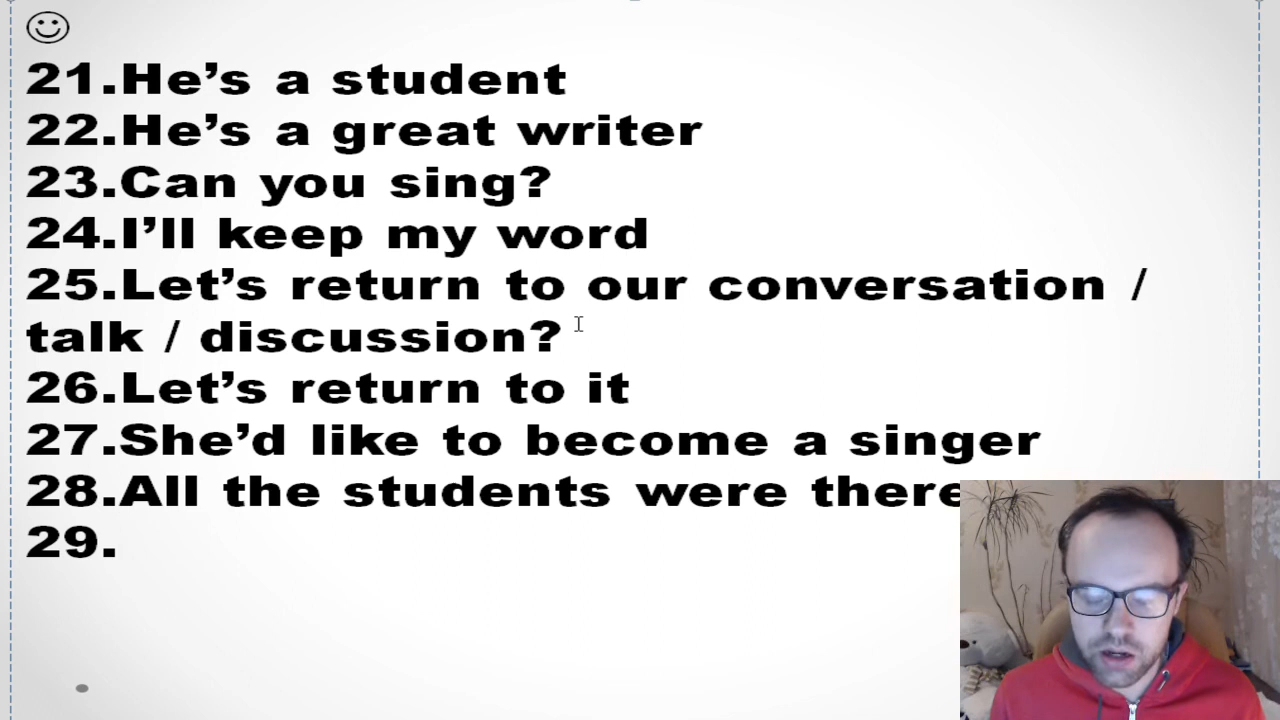 21.He’s a student
22.He’s a great writer
23.Can you sing?
24.I’ll keep my word
25.Let’s return to our conversation /
talk / discussion?
26.Let’s return to it
27.She’d like to become a singer
28.All the students were there
29.